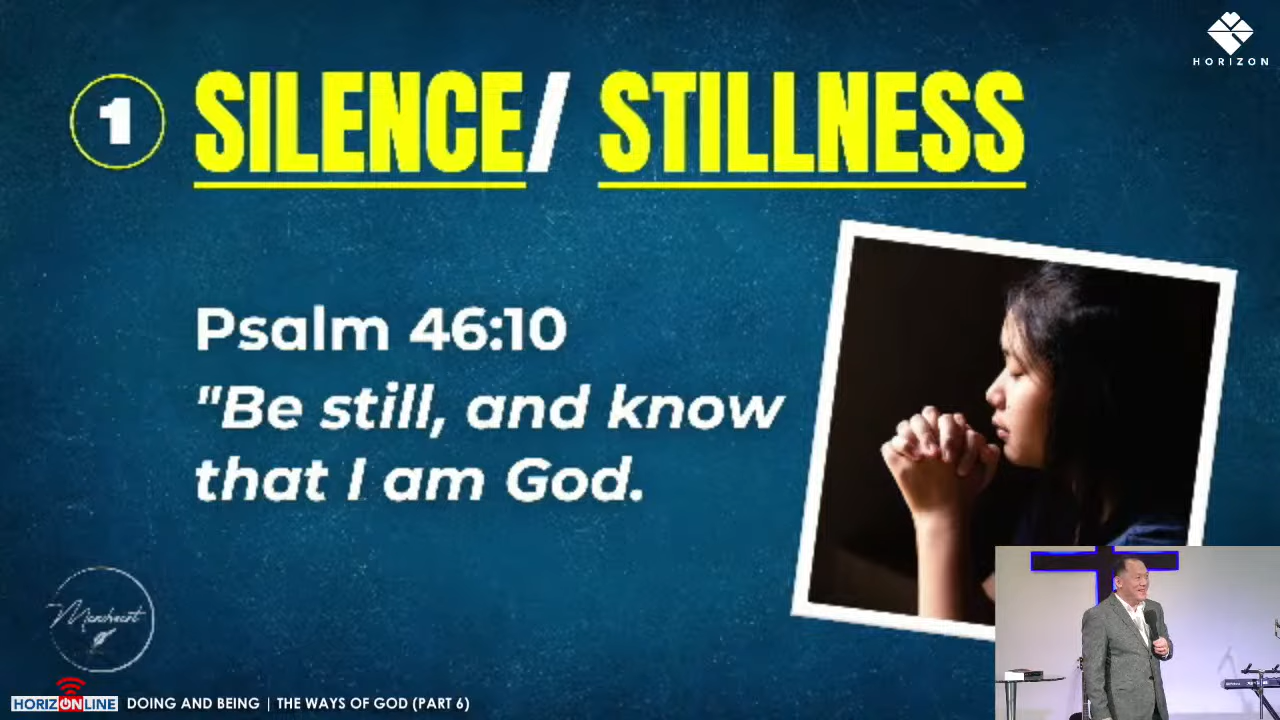 HORIZON
1 SILENCE/ STILLNESS
Psalm 46:10
"Be still, and know
that I am God.
HORIZONLINE DOING AND BEING | THE WAYS OF GOD (PART 6)